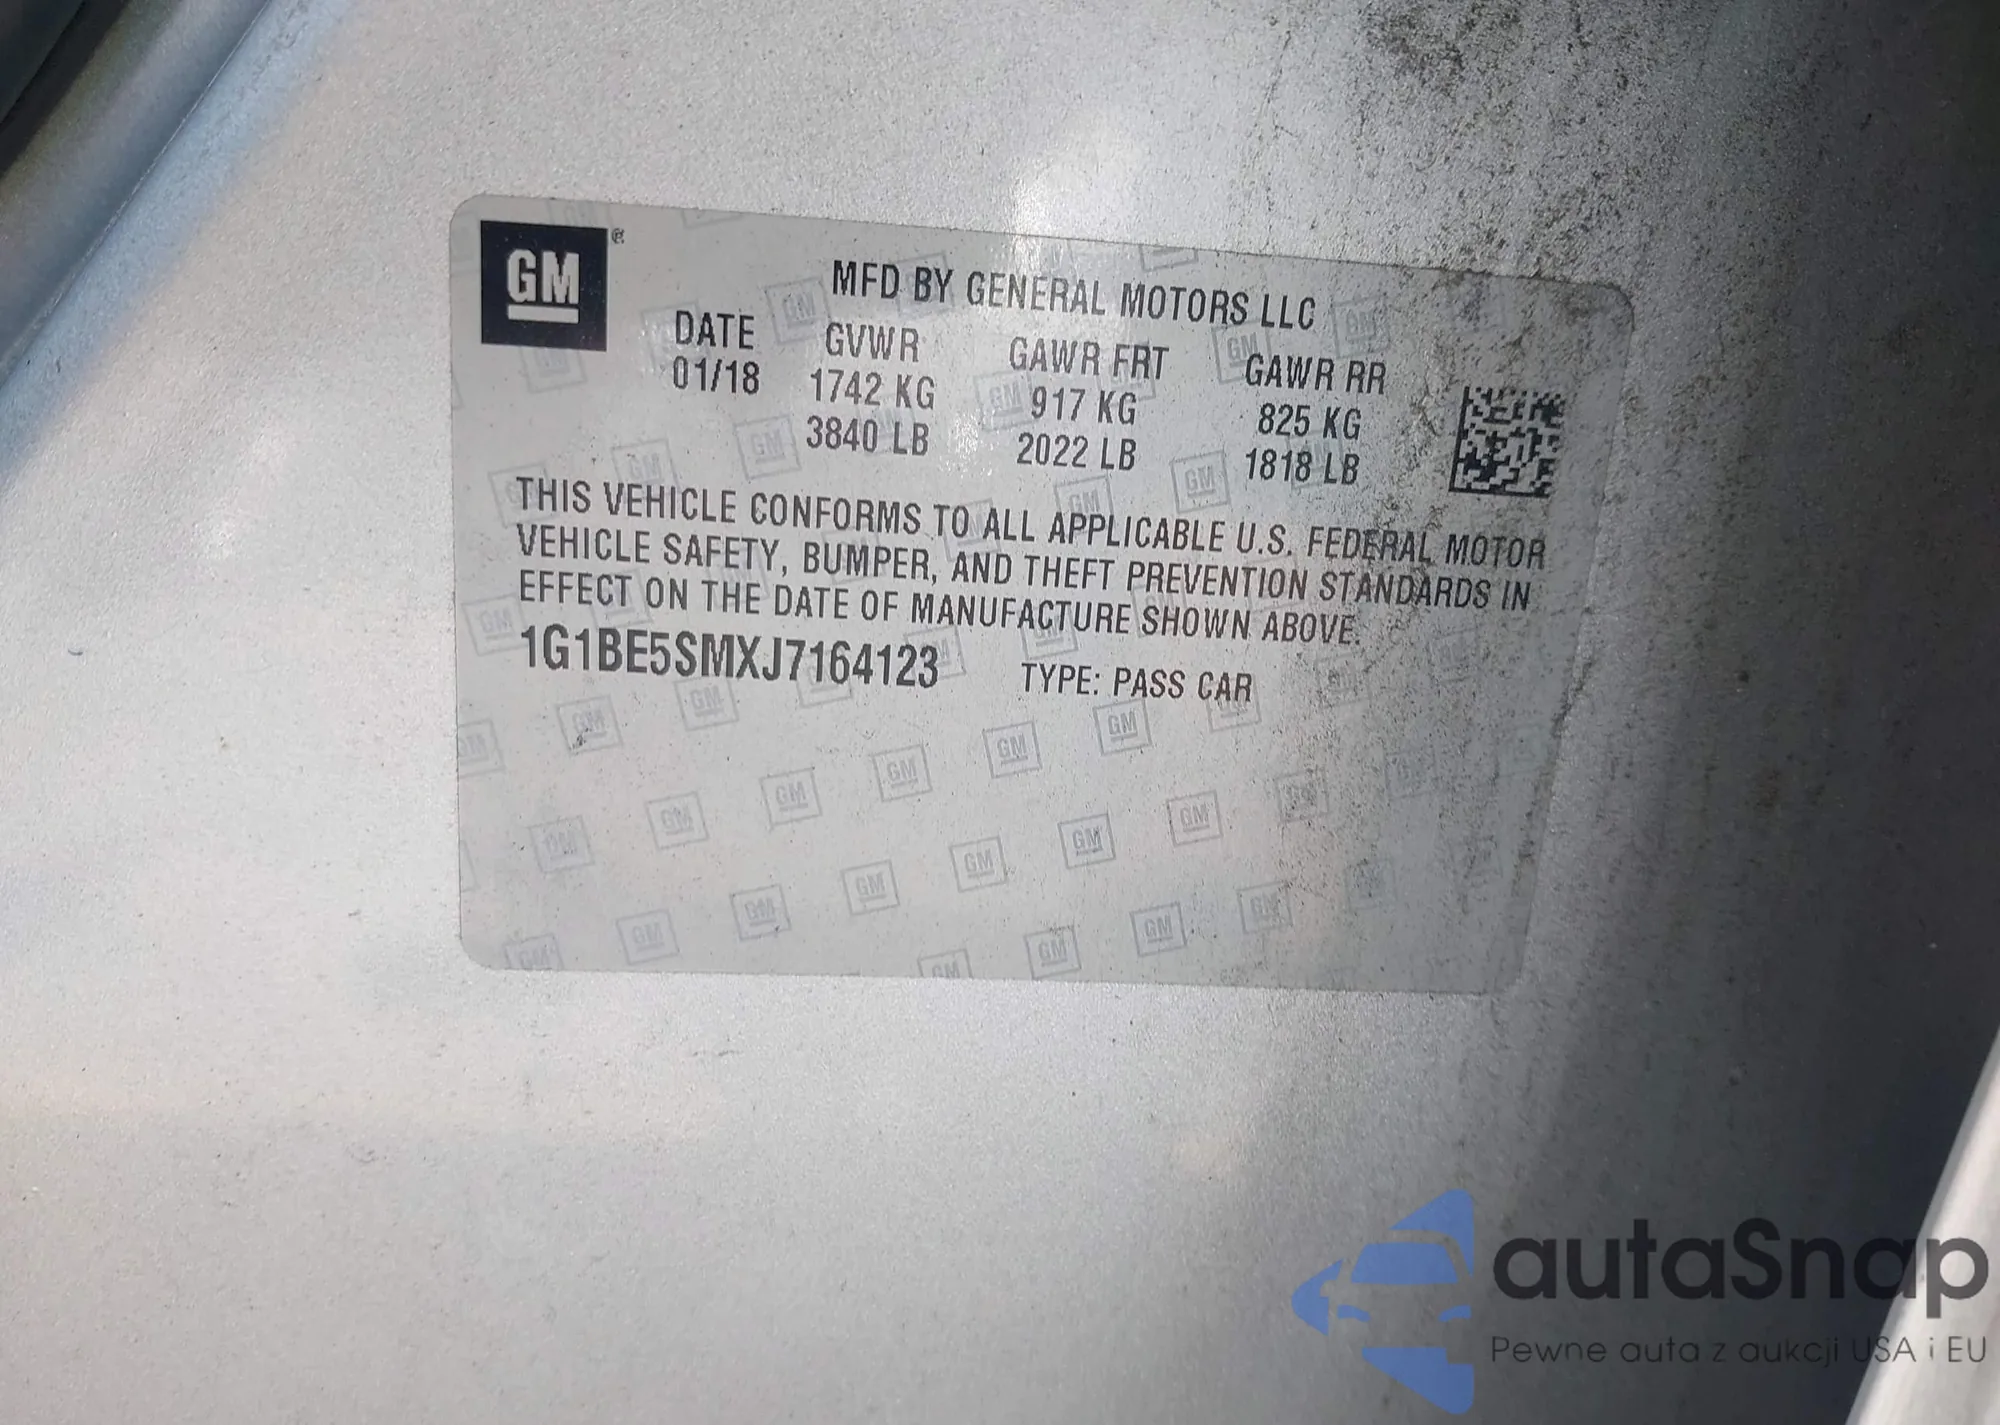 GM
MFD BY GENERAL MOTORS LLC
DATE GVWR GAWR FRT GAWR RR
01/18 1742 KG 917 KG 825 KG
3840 LB 2022 LB 1818 LB
THIS VEHICLE CONFORMS TO ALL APPLICABLE U.S. FEDERAL MOTOR
VEHICLE SAFETY, BUMPER, AND THEFT PREVENTION STANDARDS IN
EFFECT ON THE DATE OF MANUFACTURE SHOWN ABOVE.
1G1BE5SMXJ7164123 TYPE: PASS CAR
autaSnap
Pewne auta z aukcji USA i EU